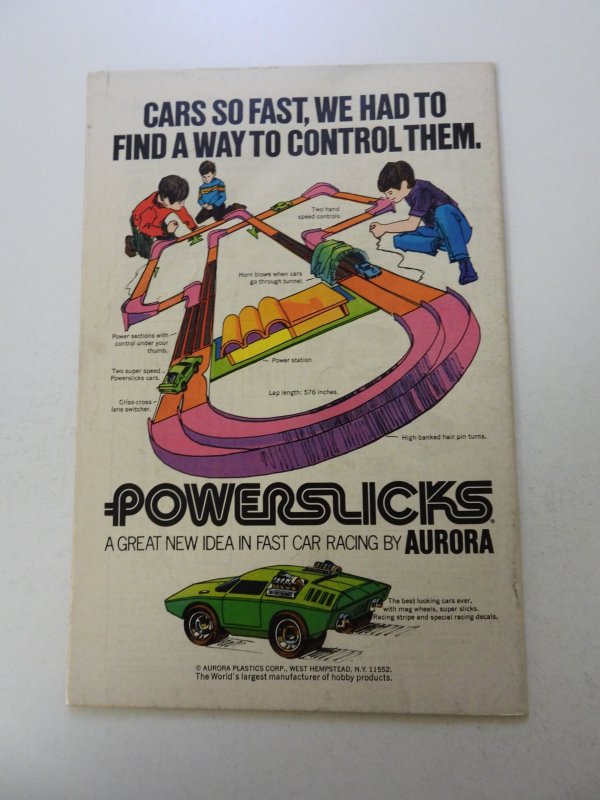 CARS SO FAST, WE HAD TO
FIND A WAY TO CONTROL THEM.
Two hand
speed controls.
Horn blows when cars
go through tunnel.
Power sections with
control under your
thumb.
Power station
Two super speed
Powerslicks cars.
Lap length: 576 inches.
Criss-cross
lane switcher.
High-banked hair pin turns.
POWERSLICKS®
A GREAT NEW IDEA IN FAST CAR RACING BY AURORA
The best looking cars ever,
with mag wheels, super slicks.
Racing stripe and special racing decals.
© AURORA PLASTICS CORP., WEST HEMPSTEAD, N.Y. 11552.
The World's largest manufacturer of hobby products.